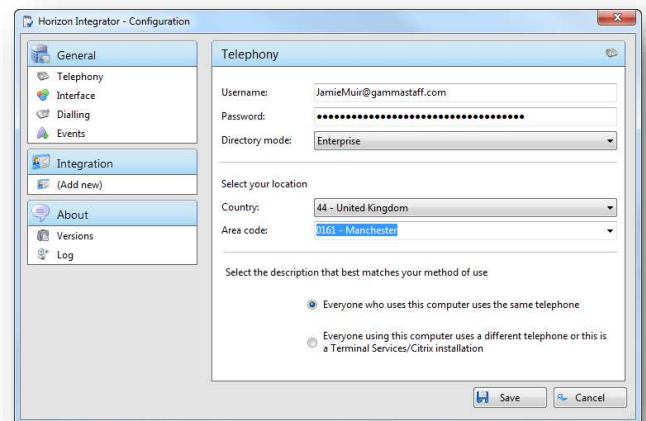 Horizon Integrator - Configuration
General
Telephony
Interface
Dialling
Events
Integration
(Add new)
About
Versions
Log
Telephony
Username: JamieMuir@gammastaff.com
Password: ●●●●●●●●●●●●●●●●●●●●●●●●●●●●●●●●●●●●
Directory mode: Enterprise
Select your location
Country: 44 - United Kingdom
Area code: 0161 - Manchester
Select the description that best matches your method of use
Everyone who uses this computer uses the same telephone
Everyone using this computer uses a different telephone or this is
a Terminal Services/Citrix installation
Save Cancel